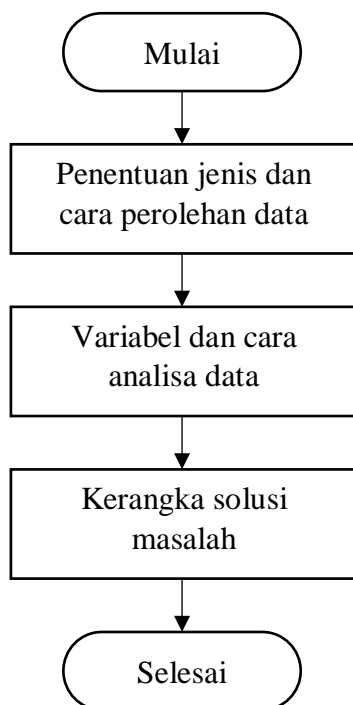 Mulai
Penentuan jenis dan
cara perolehan data
Variabel dan cara
analisa data
Kerangka solusi
masalah
Selesai